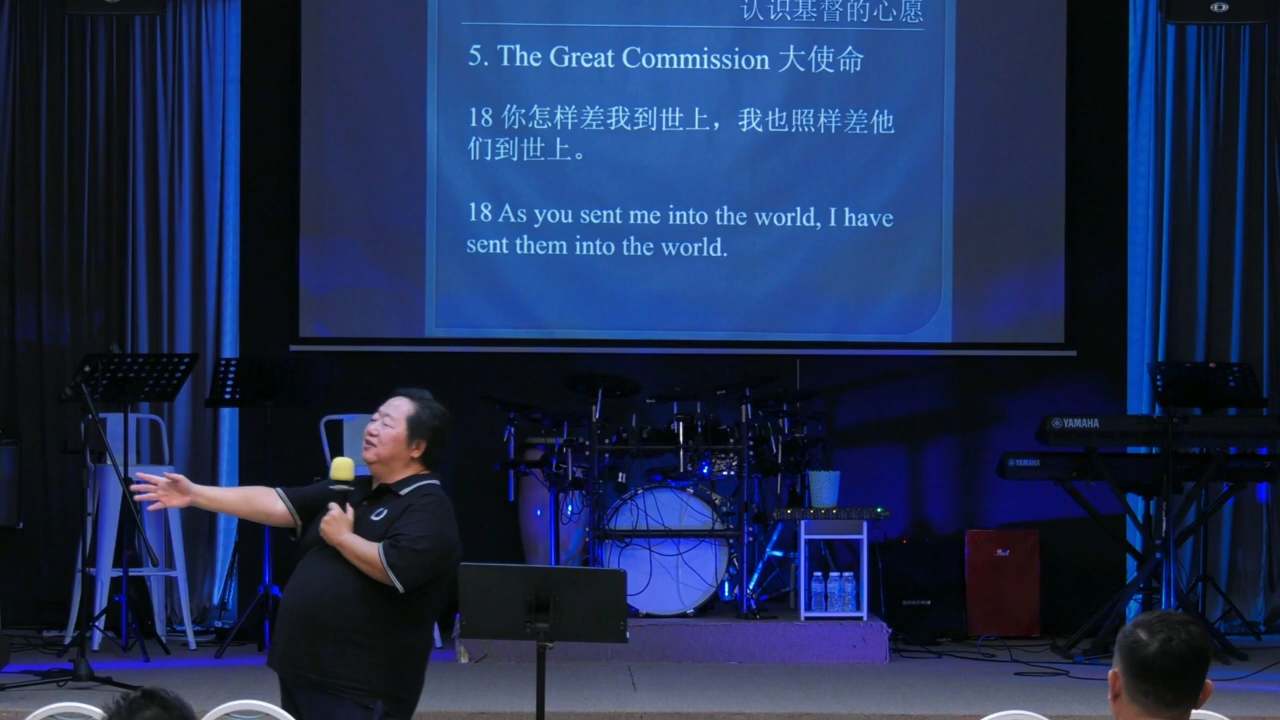 认识基督的心愿
5. The Great Commission 大使命
18 你怎样差我到世上，我也照样差他
们到世上。
18 As you sent me into the world, I have
sent them into the world.
YAMAHA
YAMAHA